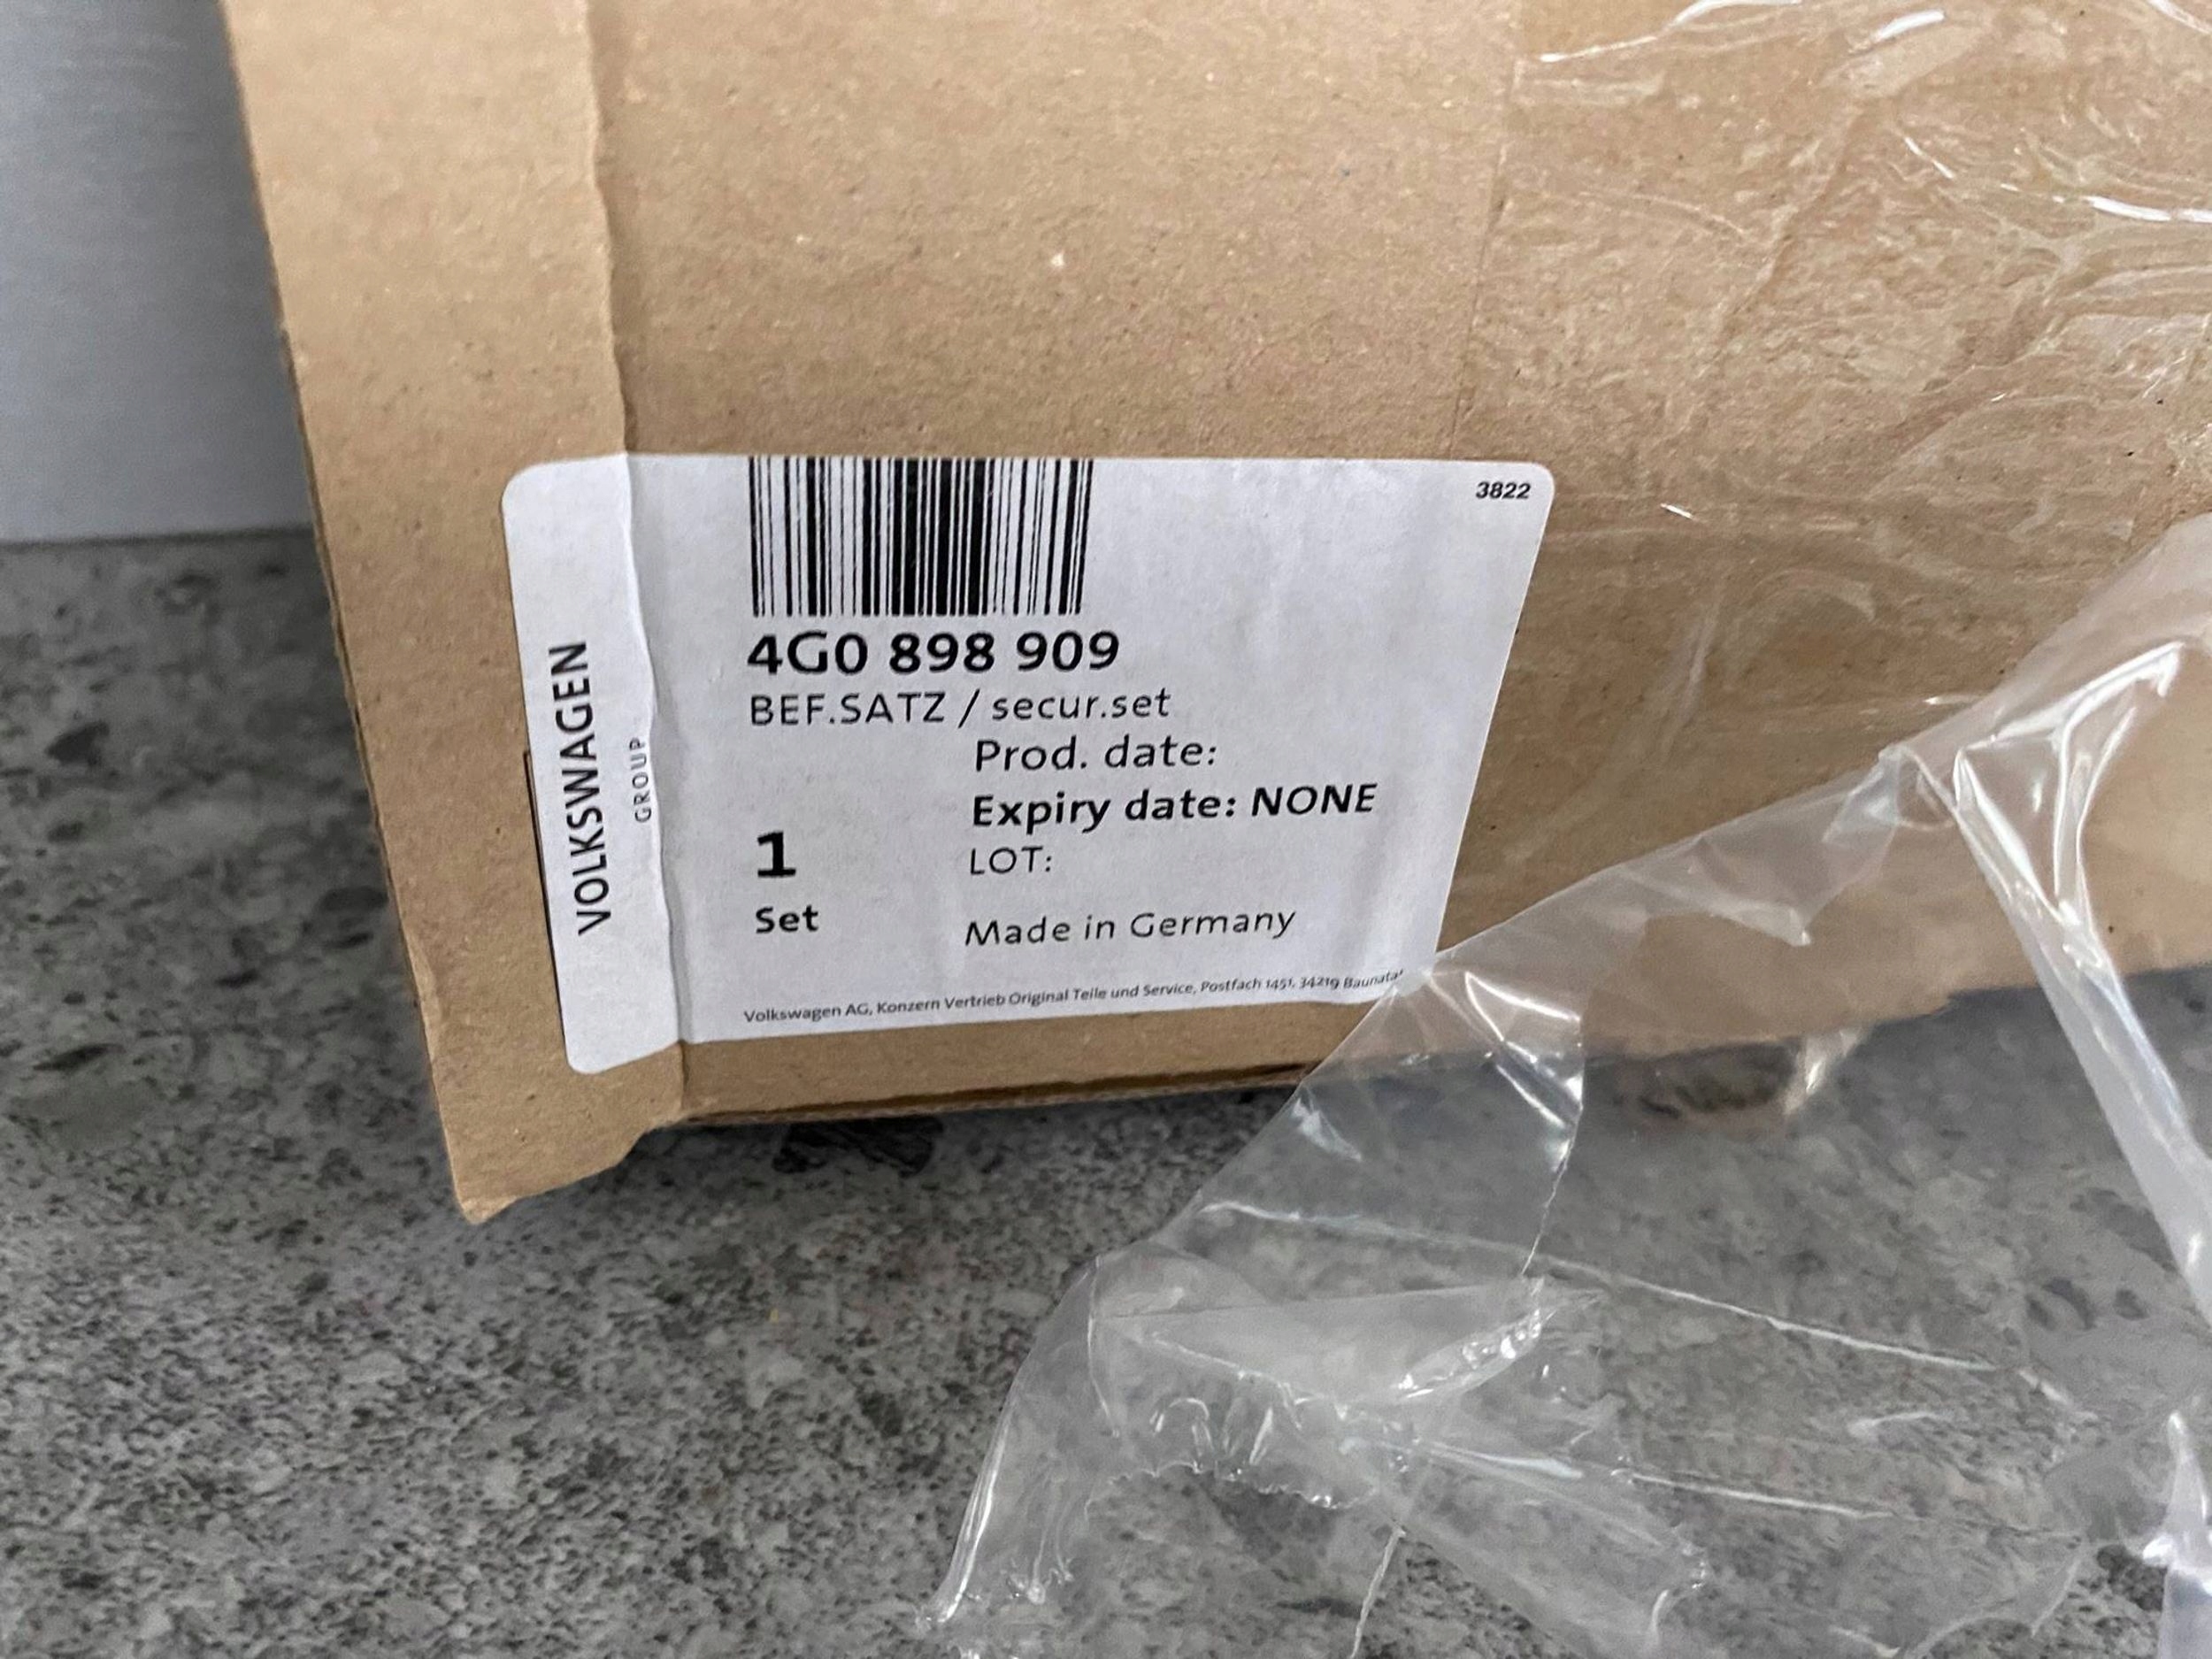 3822
4G0 898 909
BEF.SATZ / secur.set
Prod. date:
Expiry date: NONE
1
LOT:
Set
Made in Germany
Volkswagen AG, Konzern Vertrieb Original Teile und Service, Postfach 1451, 34219 Baunatal
VOLKSWAGEN
GROUP